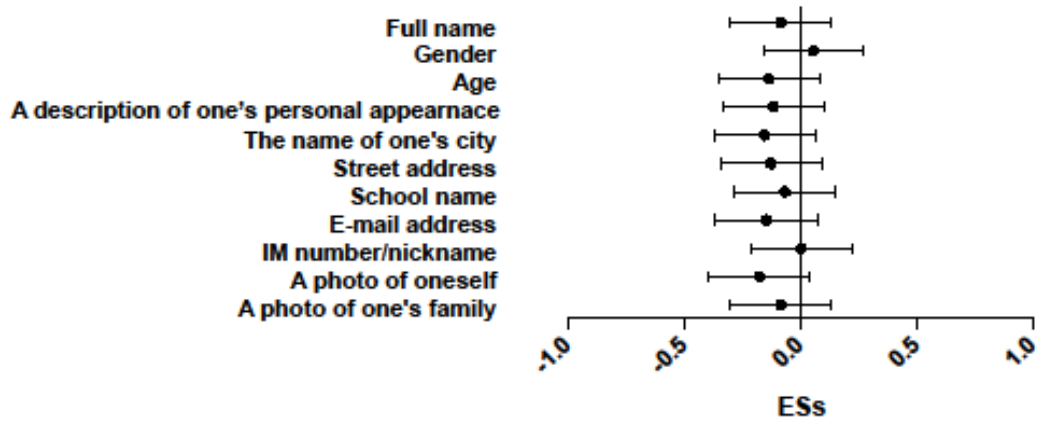 Full name
Gender
Age
A description of one's personal appearnace
The name of one's city
Street address
School name
E-mail address
IM number/nickname
A photo of oneself
A photo of one's family
-1.0 -0.5 0.0 0.5 1.0
ESs